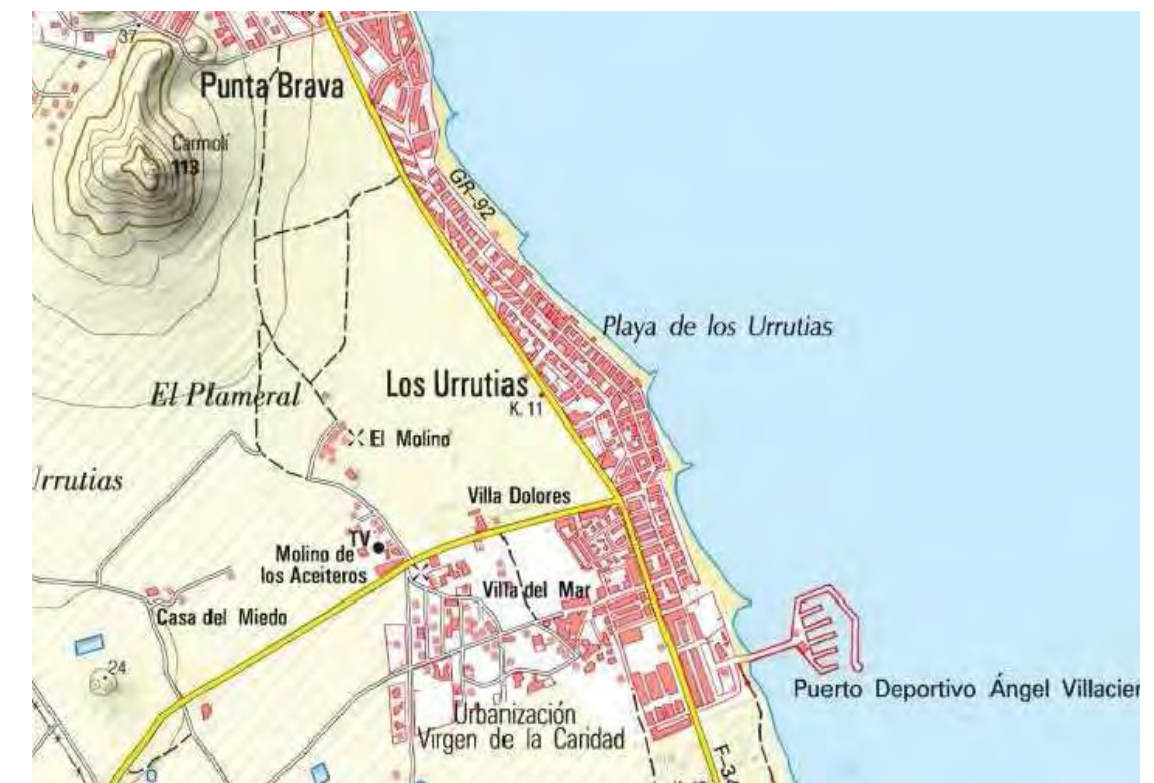 37
Punta Brava
Carmolí
113
GR-92
Playa de los Urrutias
El Plameral
Los Urrutias
K. 11
El Molino
Urrutias
Villa Dolores
TV
Molino de
los Aceiteros
Villa del Mar
Casa del Miedo
24
Puerto Deportivo Ángel Villacier
Urbanización
Virgen de la Caridad
F-34